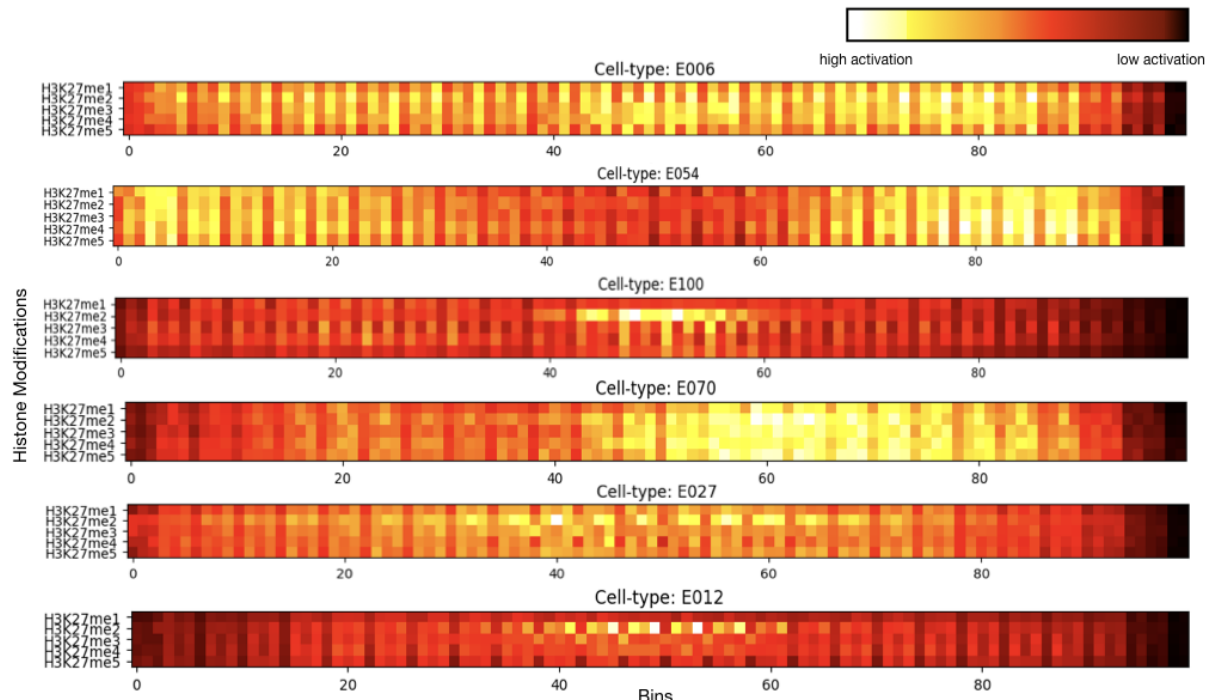 high activation low activation
Cell-type: E006
H3K27me1
H3K27me2
H3K27me3
H3K27me4
H3K27me5
0 20 40 60 80
Cell-type: E054
H3K27me1
H3K27me2
H3K27me3
H3K27me4
H3K27me5
0 20 40 60 80
Histone Modifications
Cell-type: E100
H3K27me1
H3K27me2
H3K27me3
H3K27me4
H3K27me5
0 20 40 60 80
Cell-type: E070
H3K27me1
H3K27me2
H3K27me3
H3K27me4
H3K27me5
0 20 40 60 80
Cell-type: E027
H3K27me1
H3K27me2
H3K27me3
H3K27me4
H3K27me5
0 20 40 60 80
Cell-type: E012
H3K27me1
H3K27me2
H3K27me3
H3K27me4
H3K27me5
0 20 40 60 80
Bins